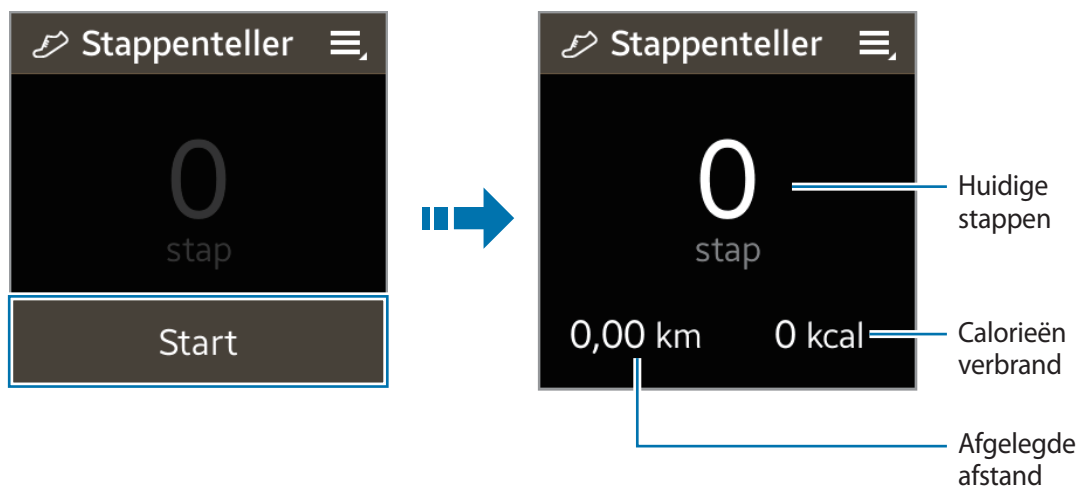 Stappenteller
0
stap
Start
Stappenteller
0
stap
0,00 km 0 kcal
Huidige
stappen
Calorieën
verbrand
Afgelegde
afstand